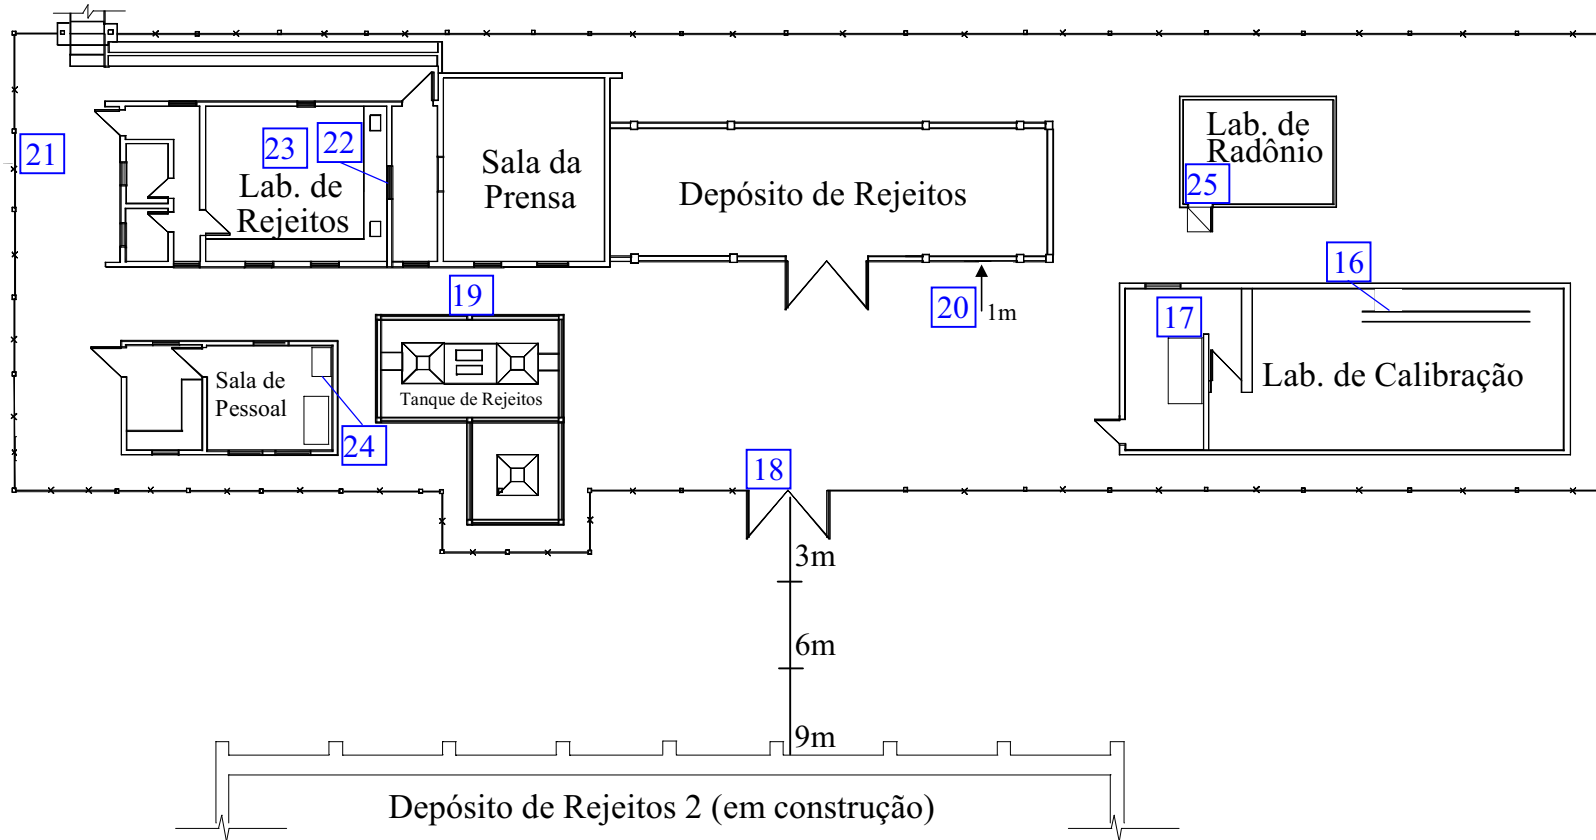 21
23
22
Lab. de
Rejeitos
Sala da
Prensa
Depósito de Rejeitos
Lab. de
Radônio
25
19
20
1m
16
17
Lab. de Calibração
Sala de
Pessoal
24
Tanque de Rejeitos
18
3m
6m
9m
Depósito de Rejeitos 2 (em construção)